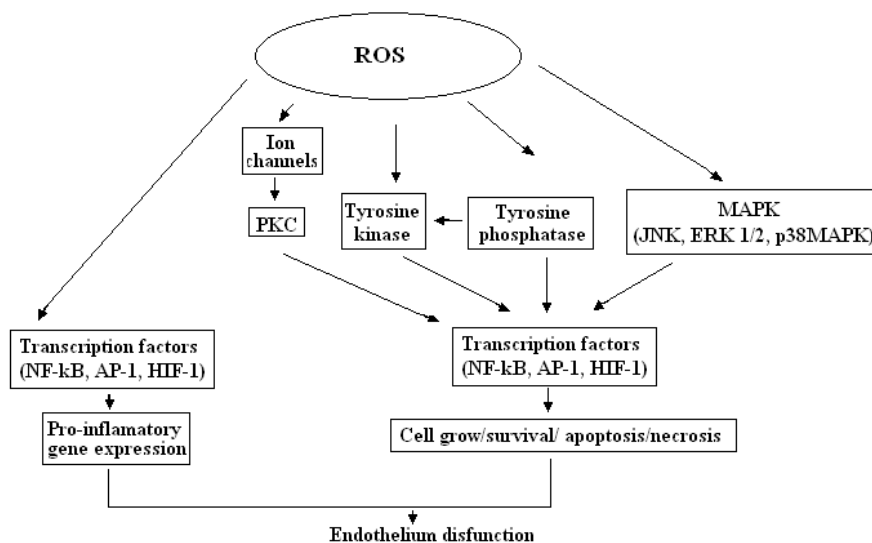 ROS
Ion
channels
PKC
Tyrosine
kinase
Tyrosine
phosphatase
MAPK
(JNK, ERK 1/2, p38MAPK)
Transcription factors
(NF-kB, AP-1, HIF-1)
Transcription factors
(NF-kB, AP-1, HIF-1)
Pro-inflamatory
gene expression
Cell grow/survival/ apoptosis/necrosis
Endothelium disfunction